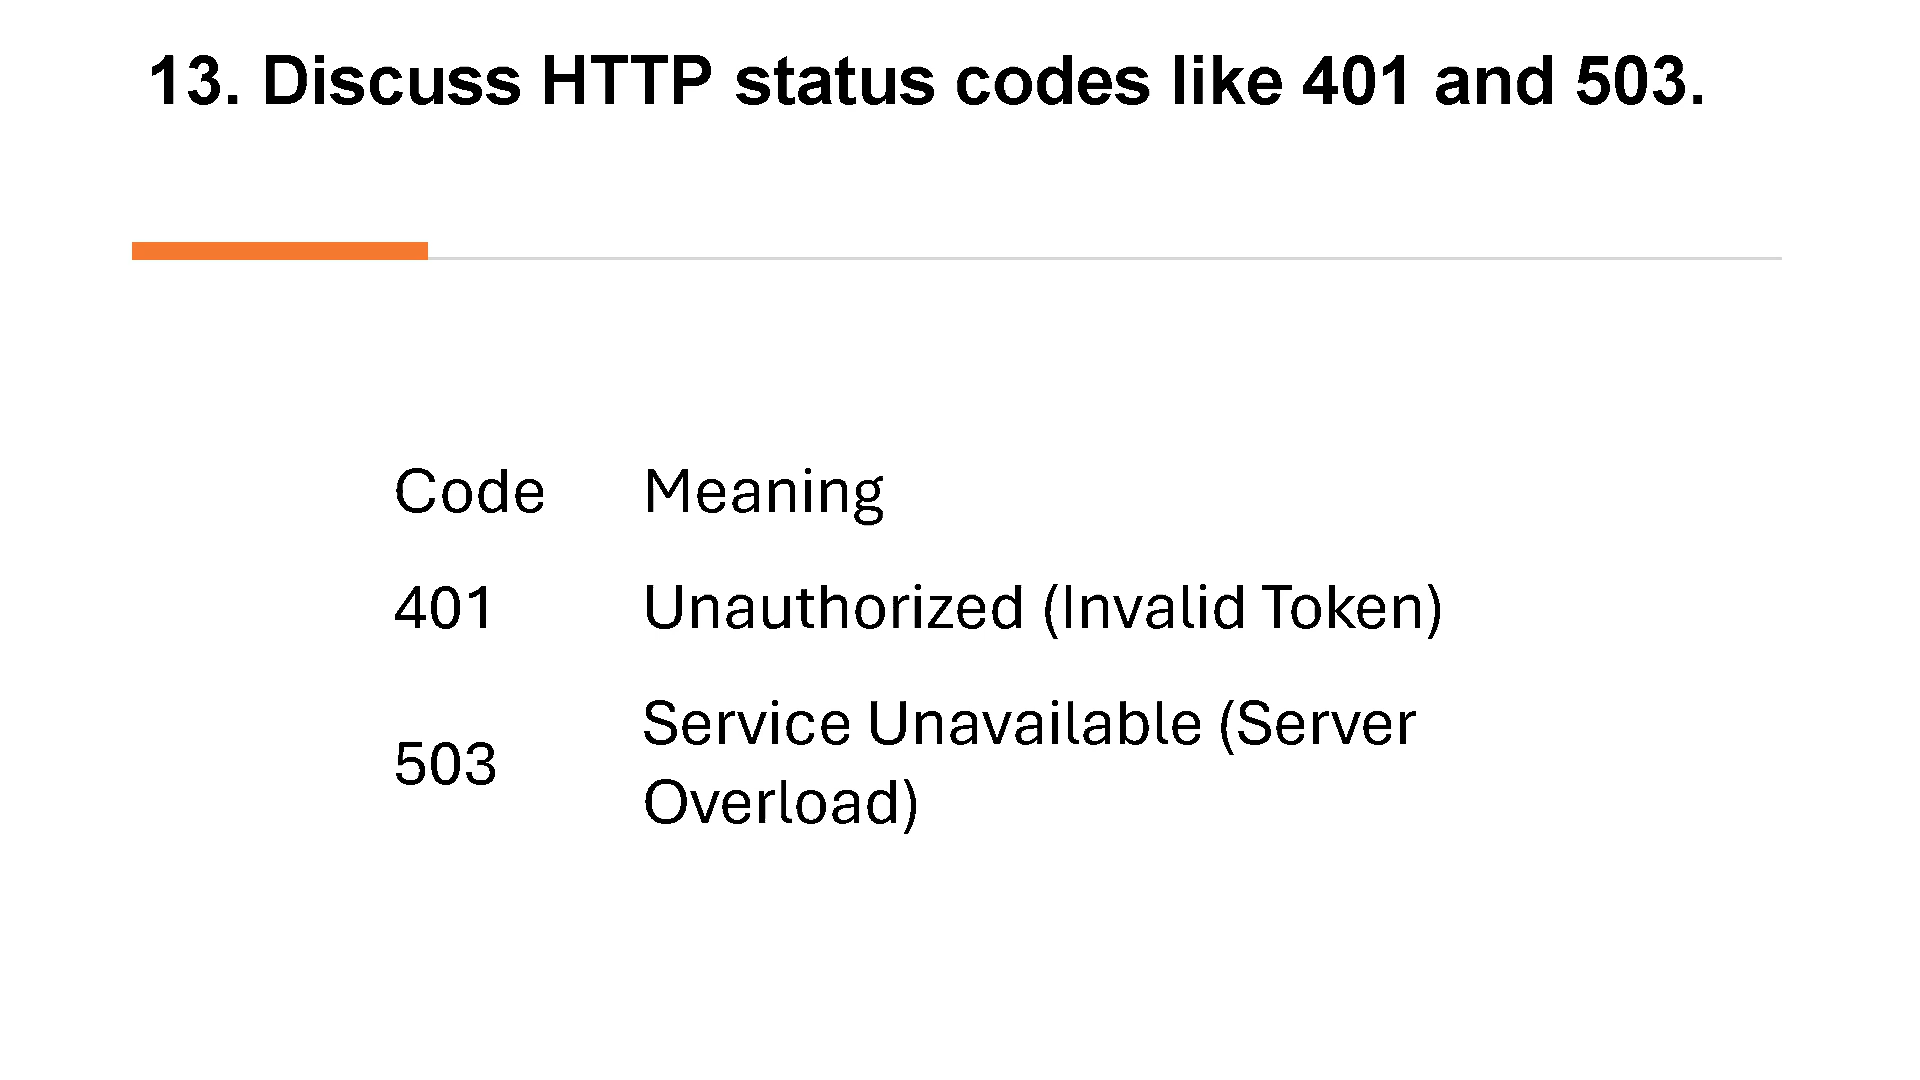 13. Discuss HTTP status codes like 401 and 503.
Code Meaning
401 Unauthorized (Invalid Token)
503 Service Unavailable (Server
Overload)